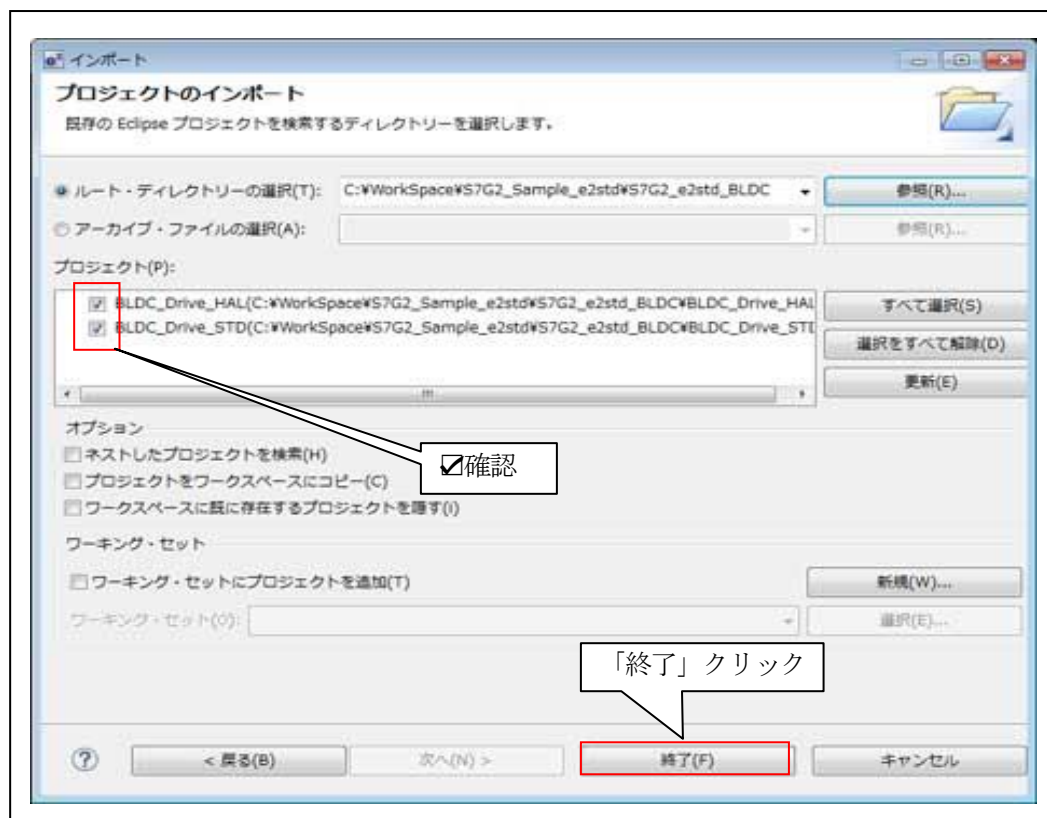 インポート
プロジェクトのインポート
既存の Eclipse プロジェクトを検索するディレクトリーを選択します。
ルート・ディレクトリーの選択(T): C:¥WorkSpace¥S7G2_Sample_e2std¥S7G2_e2std_BLDC 参照(R)...
アーカイブ・ファイルの選択(A): 参照(R)...
プロジェクト(P):
BLDC_Drive_HAL(C:¥WorkSpace¥S7G2_Sample_e2std¥S7G2_e2std_BLDC¥BLDC_Drive_HAL すべて選択(S)
BLDC_Drive_STD(C:¥WorkSpace¥S7G2_Sample_e2std¥S7G2_e2std_BLDC¥BLDC_Drive_STD 選択をすべて解除(D)
更新(E)
オプション
ネストしたプロジェクトを検索(H)
☑確認
プロジェクトをワークスペースにコピー(C)
ワークスペースに既に存在するプロジェクトを隠す(i)
ワーキング・セット
ワーキング・セットにプロジェクトを追加(T) 新規(W)...
ワーキング・セット(O): 選択(E)...
「終了」クリック
? < 戻る(B) 次へ(N) > 終了(F) キャンセル